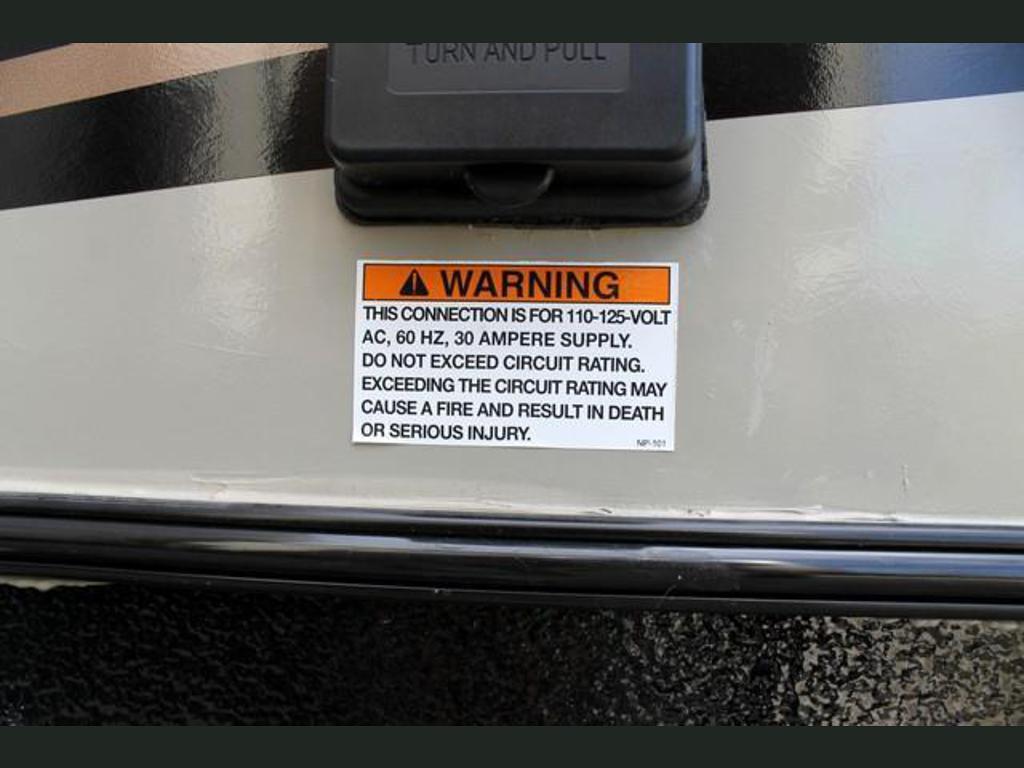 TURN AND PULL
WARNING
THIS CONNECTION IS FOR 110-125-VOLT
AC, 60 HZ, 30 AMPERE SUPPLY.
DO NOT EXCEED CIRCUIT RATING.
EXCEEDING THE CIRCUIT RATING MAY
CAUSE A FIRE AND RESULT IN DEATH
OR SERIOUS INJURY.
NP-101